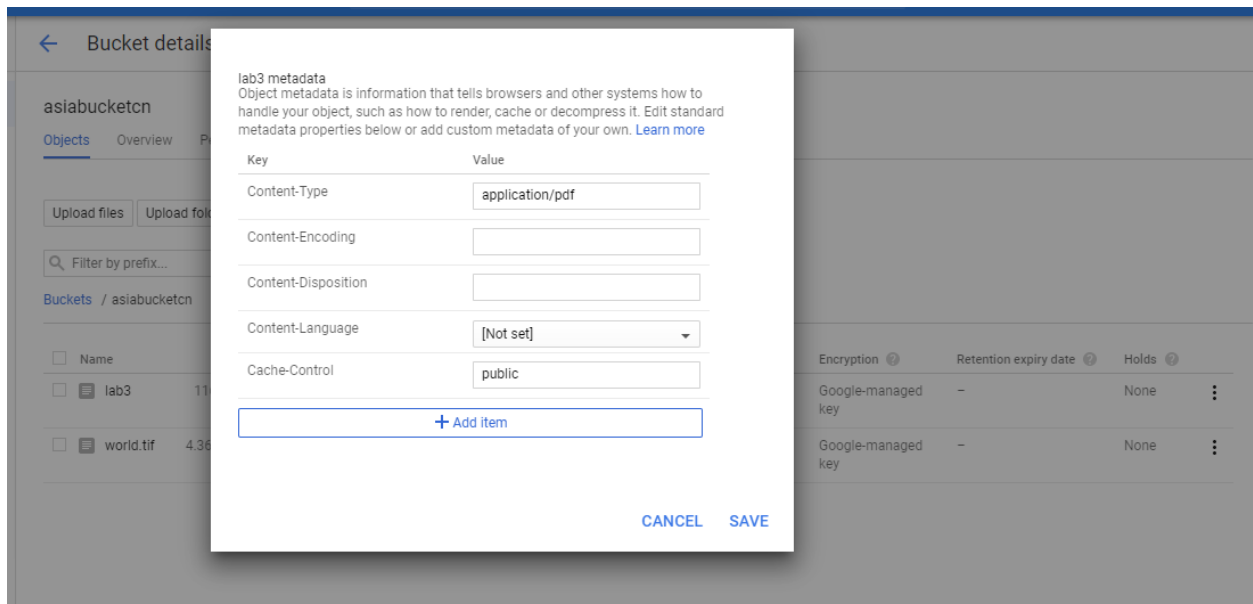 Bucket details
asiabucketcn
Objects Overview
Upload files Upload
Filter by prefix...
Buckets / asiabucketcn
lab3 metadata
Object metadata is information that tells browsers and other systems how to
handle your object, such as how to render, cache or decompress it. Edit standard
metadata properties below or add custom metadata of your own. Learn more
Key Value
Content-Type application/pdf
Content-Encoding
Content-Disposition
Content-Language [Not set]
Cache-Control public
+ Add item
CANCEL SAVE
Name Encryption Retention expiry date Holds
lab3 Google-managed key – None
world.tif 4.36 Google-managed key – None